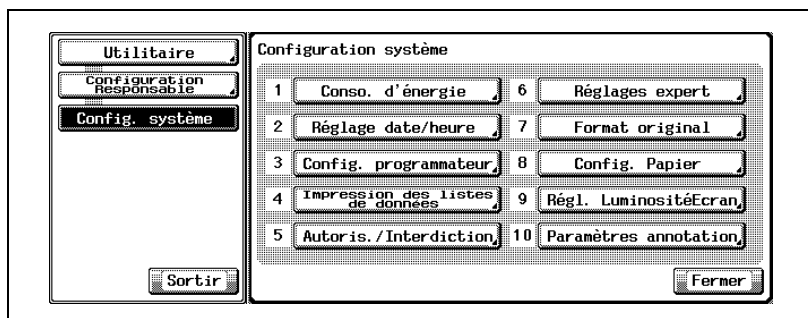 Utilitaire
Configuration
Responsable
Config. système
Sortir
Configuration système
1 Conso. d'énergie
2 Réglage date/heure
3 Config. programmateur
4 Impression des listes
de données
5 Autoris./Interdiction
6 Réglages expert
7 Format original
8 Config. Papier
9 Régl. LuminositéEcran
10 Paramètres annotation
Fermer